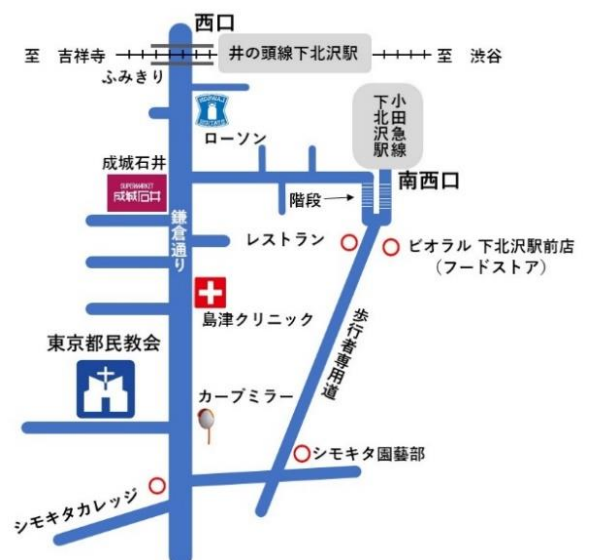 西口
至 吉祥寺
井の頭線下北沢駅
至 渋谷
ふみきり
小田急線
下北沢駅
ローソン
成城石井
SUPERMARKET
成城石井
南西口
階段→
鎌倉通り
レストラン
ビオラル 下北沢駅前店
（フードストア）
島津クリニック
歩行者専用道
東京都民教会
カーブミラー
シモキタ園藝部
シモキタカレッジ